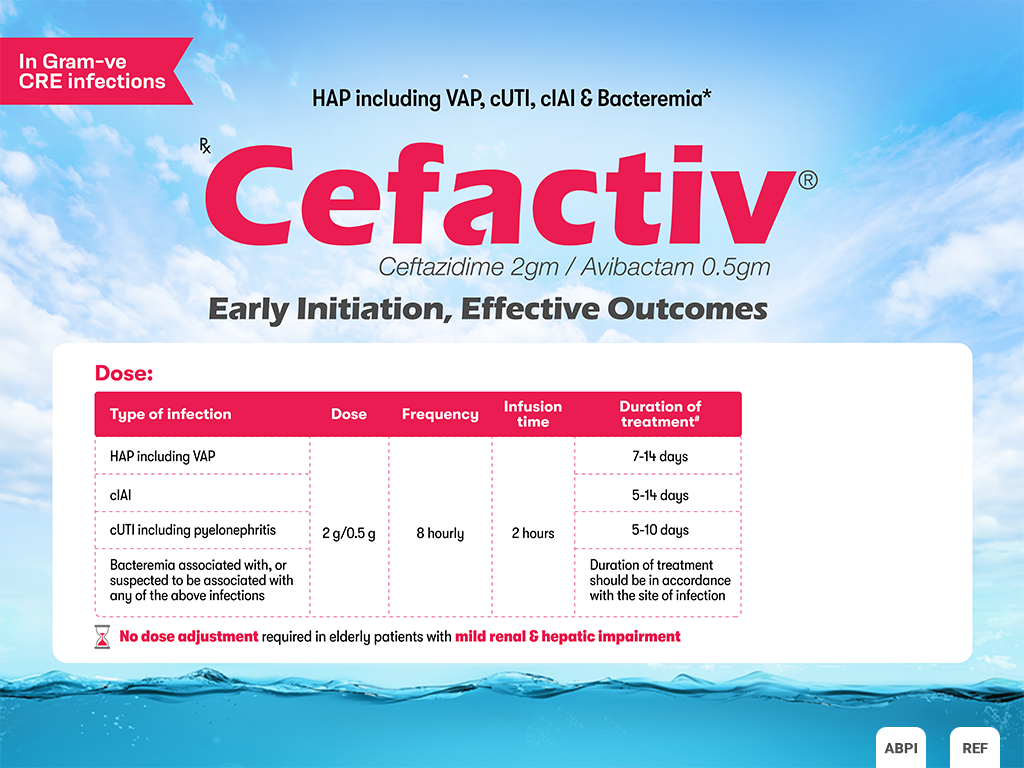 In Gram-ve
CRE infections
HAP including VAP, cUTI, cIAI & Bacteremia*
Rx
Cefactiv®
Ceftazidime 2gm / Avibactam 0.5gm
Early Initiation, Effective Outcomes
Dose:
Type of infection Dose Frequency Infusion time Duration of treatment#
HAP including VAP 7-14 days
cIAI 5-14 days
cUTI including pyelonephritis 2 g/0.5 g 8 hourly 2 hours 5-10 days
Bacteremia associated with, or Duration of treatment
suspected to be associated with should be in accordance
any of the above infections with the site of infection
No dose adjustment required in elderly patients with mild renal & hepatic impairment
ABPI REF